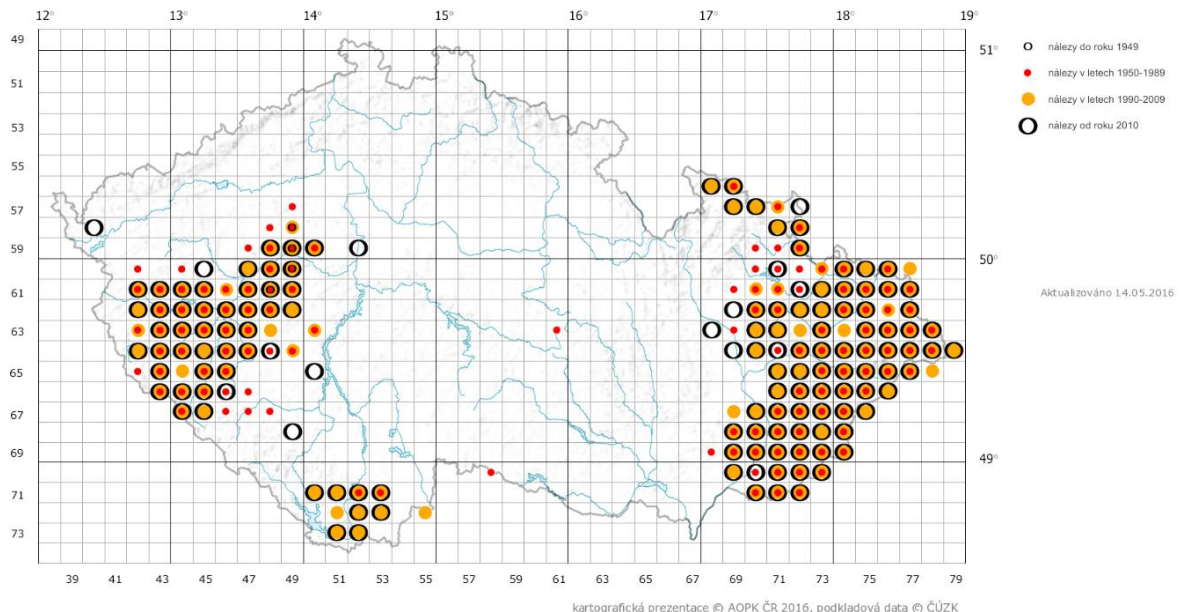 12° 13° 14° 15° 16° 17° 18° 19°
49
51°
nálezy do roku 1949
nálezy v letech 1950-1989
51
nálezy v letech 1990-2009
nálezy od roku 2010
53
55
57
59
50°
61
Aktualizováno 14.05.2016
63
65
67
69
49°
71
73
39 41 43 45 47 49 51 53 55 57 59 61 63 65 67 69 71 73 75 77 79
kartografická prezentace © AOPK ČR 2016, podkladová data © ČÚZK